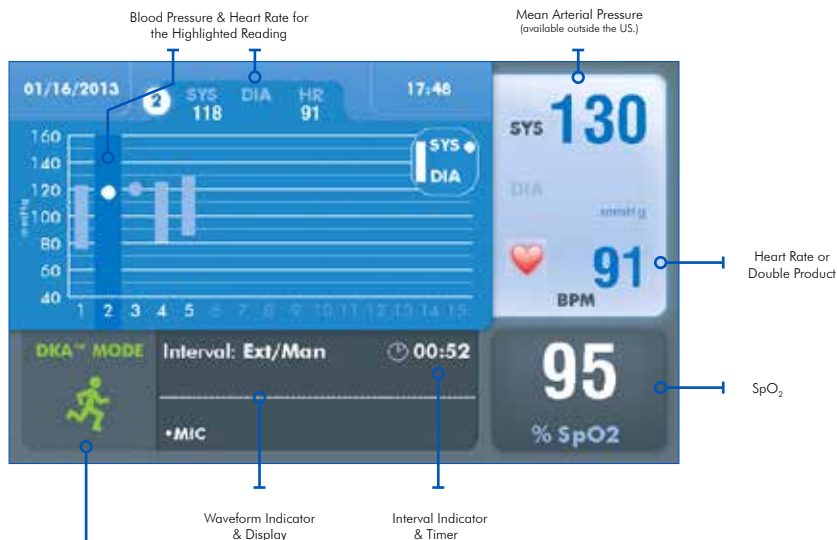 Blood Pressure & Heart Rate for
the Highlighted Reading
Mean Arterial Pressure
(available outside the US.)
01/16/2013
2
SYS DIA HR
118 91
17:48
160
140
120
100
80
60
40
mmHg
1 2 3 4 5 6 7 8 9 10 11 12 13 14 15
SYS
DIA
SYS 130
DIA
mmHg
91
BPM
Heart Rate or
Double Product
DKA™ MODE
Interval: Ext/Man 00:52
•MIC
95
% SpO2
SpO₂
Waveform Indicator
& Display
Interval Indicator
& Timer